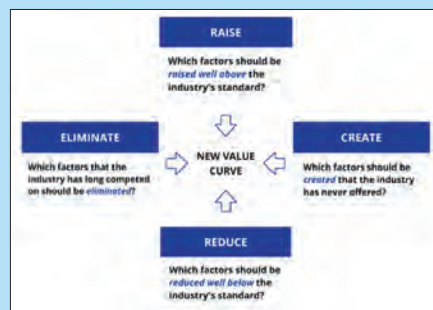 RAISE
Which factors should be
raised well above the
industry's standard?
ELIMINATE
Which factors that the
industry has long competed
on should be eliminated?
NEW VALUE
CURVE
CREATE
Which factors should be
created that the industry
has never offered?
REDUCE
Which factors should be
reduced well below the
industry's standard?